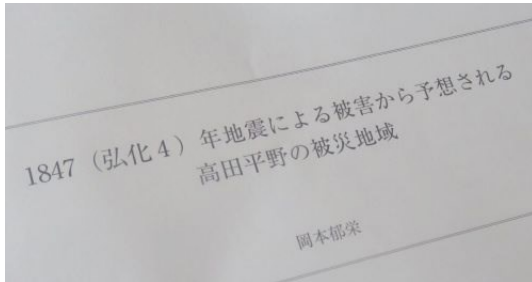 1847（弘化４）年地震による被害から予想される
高田平野の被災地域
岡本郁栄